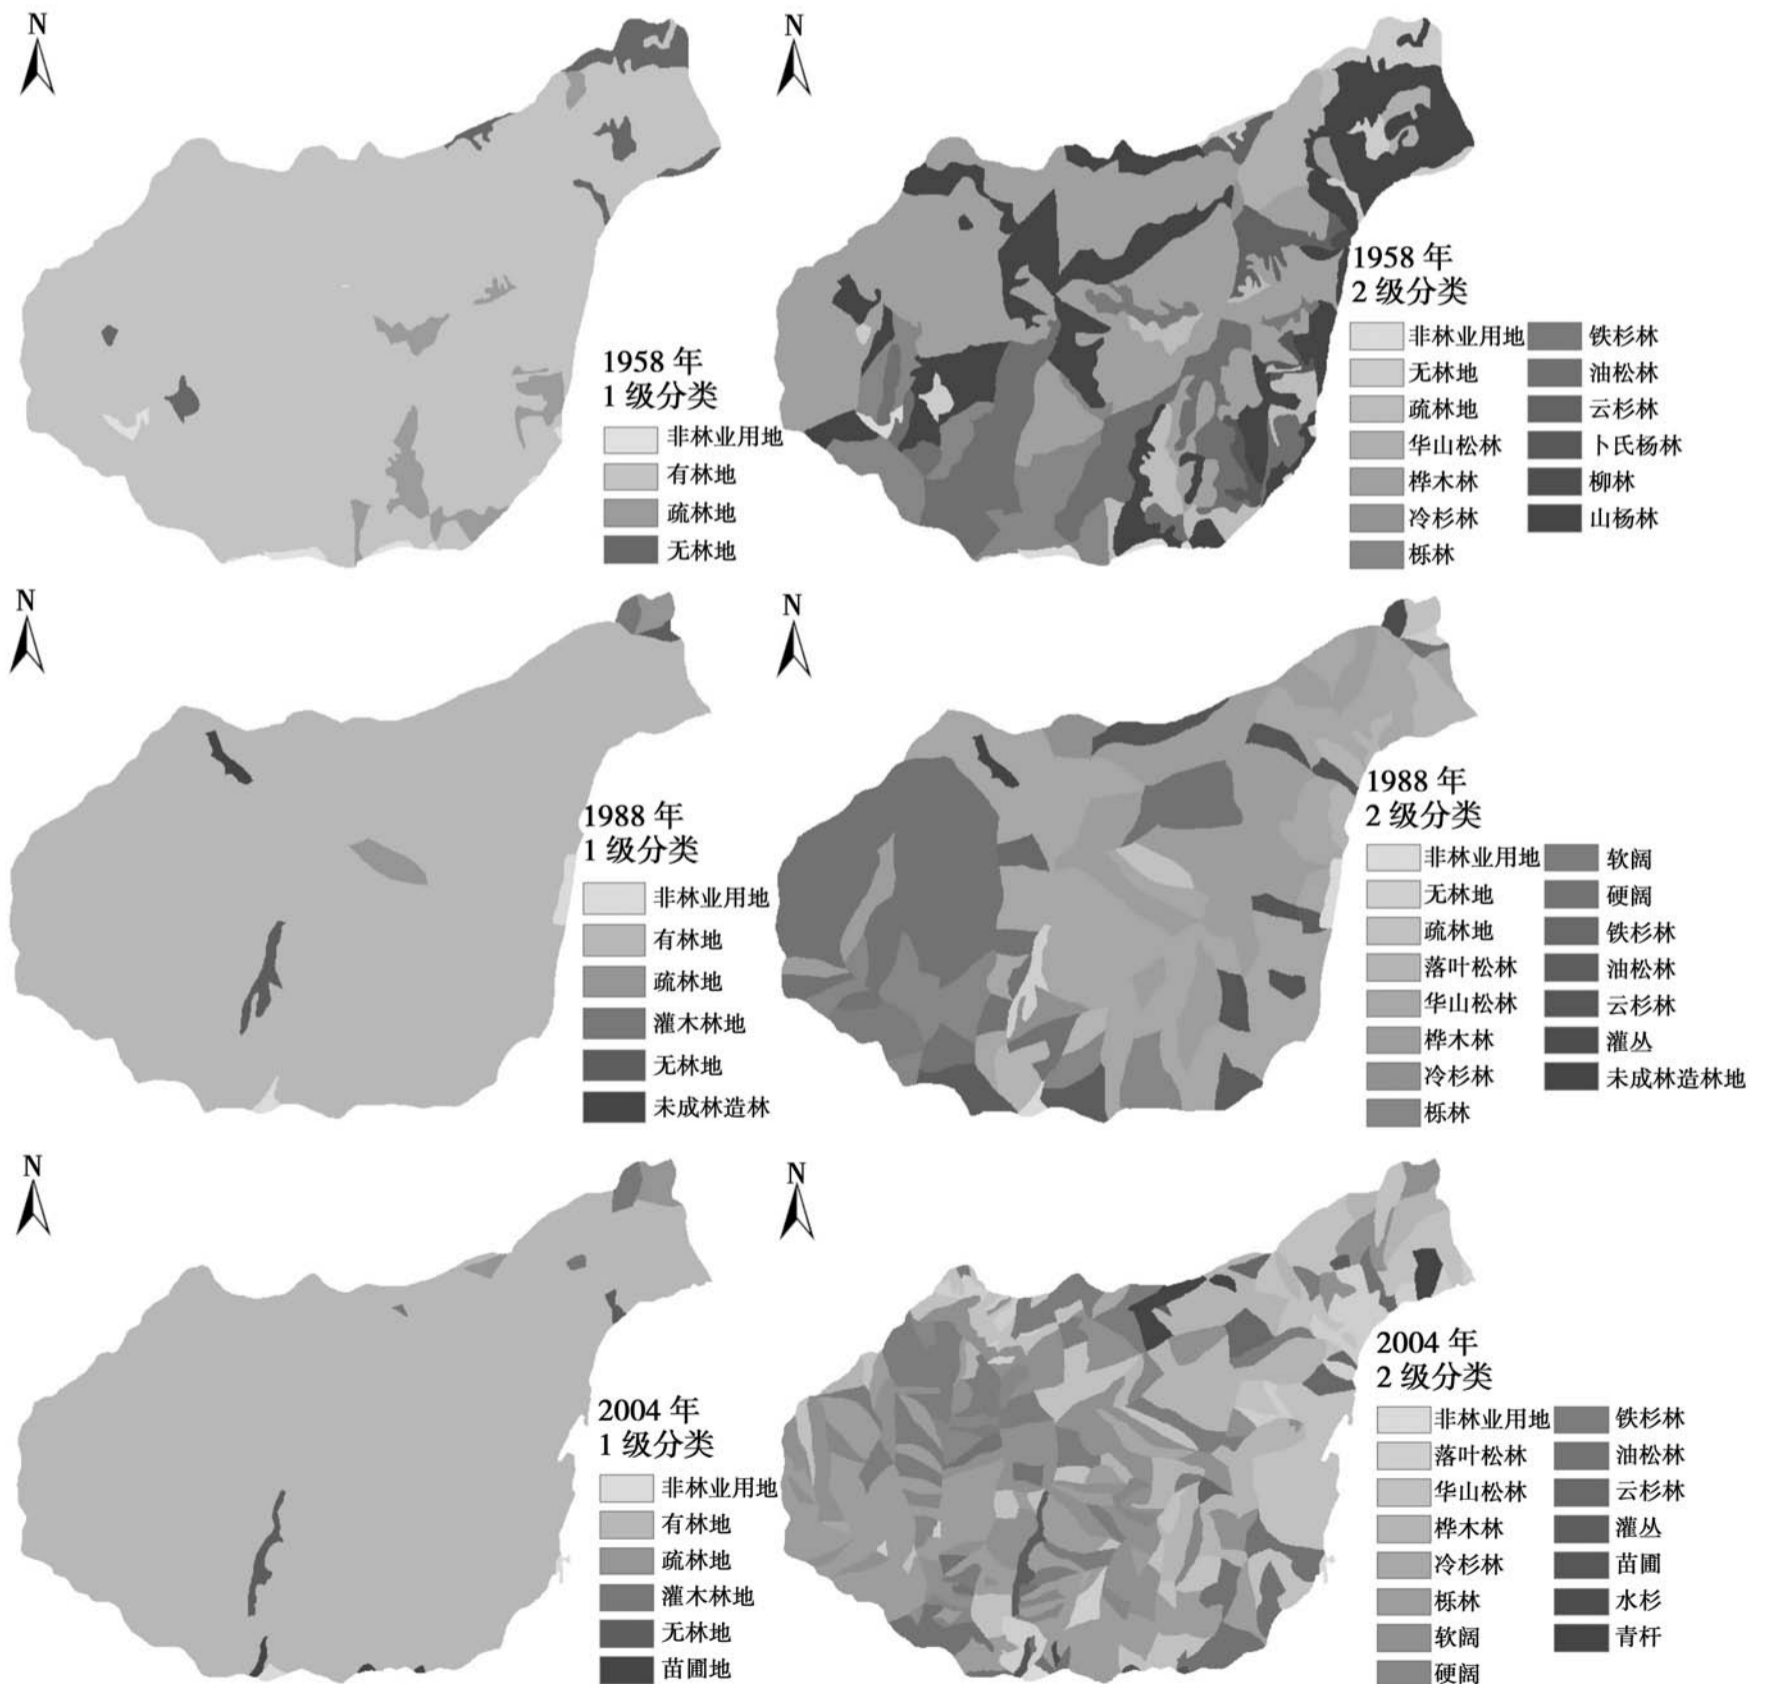 N
1958 年
1 级分类
非林业用地
有林地
疏林地
无林地
N
1958 年
2 级分类
非林业用地
无林地
疏林地
华山松林
桦木林
冷杉林
栎林
铁杉林
油松林
云杉林
卜氏杨林
柳林
山杨林
N
1988 年
1 级分类
非林业用地
有林地
疏林地
灌木林地
无林地
未成林造林
N
1988 年
2 级分类
非林业用地
无林地
疏林地
落叶松林
华山松林
桦木林
冷杉林
栎林
软阔
硬阔
铁杉林
油松林
云杉林
灌丛
未成林造林地
N
2004 年
1 级分类
非林业用地
有林地
疏林地
灌木林地
无林地
苗圃地
N
2004 年
2 级分类
非林业用地
落叶松林
华山松林
桦木林
冷杉林
栎林
软阔
硬阔
铁杉林
油松林
云杉林
灌丛
苗圃
水杉
青杆